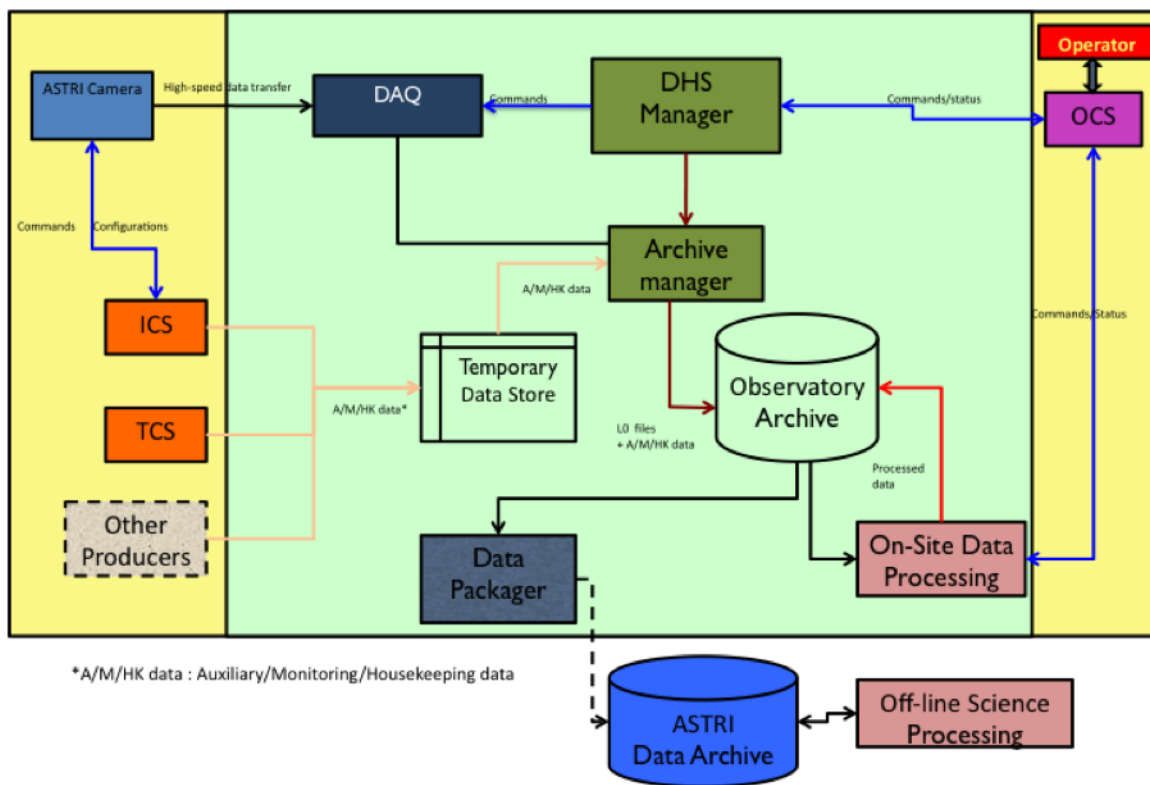 Operator
ASTRI Camera
High-speed data transfer
DAQ
Commands
DHS
Manager
Commands/status
OCS
Commands
Configurations
Archive
manager
A/M/HK data
ICS
Commands/Status
Temporary
Data Store
Observatory
Archive
A/M/HK data*
TCS
L0 files
+ A/M/HK data
Processed
data
Other
Producers
Data
Packager
On-Site Data
Processing
*A/M/HK data : Auxiliary/Monitoring/Housekeeping data
ASTRI
Data Archive
Off-line Science
Processing